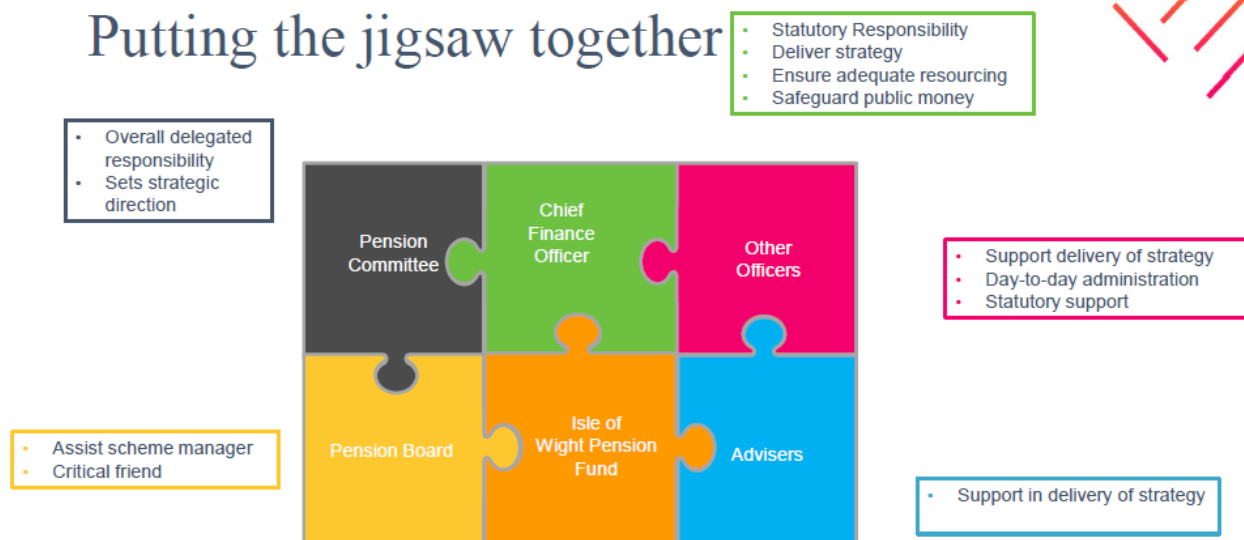 Putting the jigsaw together
• Statutory Responsibility
• Deliver strategy
• Ensure adequate resourcing
• Safeguard public money
• Overall delegated
responsibility
• Sets strategic
direction
Pension
Committee
Chief
Finance
Officer
Other
Officers
• Support delivery of strategy
• Day-to-day administration
• Statutory support
• Assist scheme manager
• Critical friend
Pension Board
Isle of
Wight Pension
Fund
Advisers
• Support in delivery of strategy